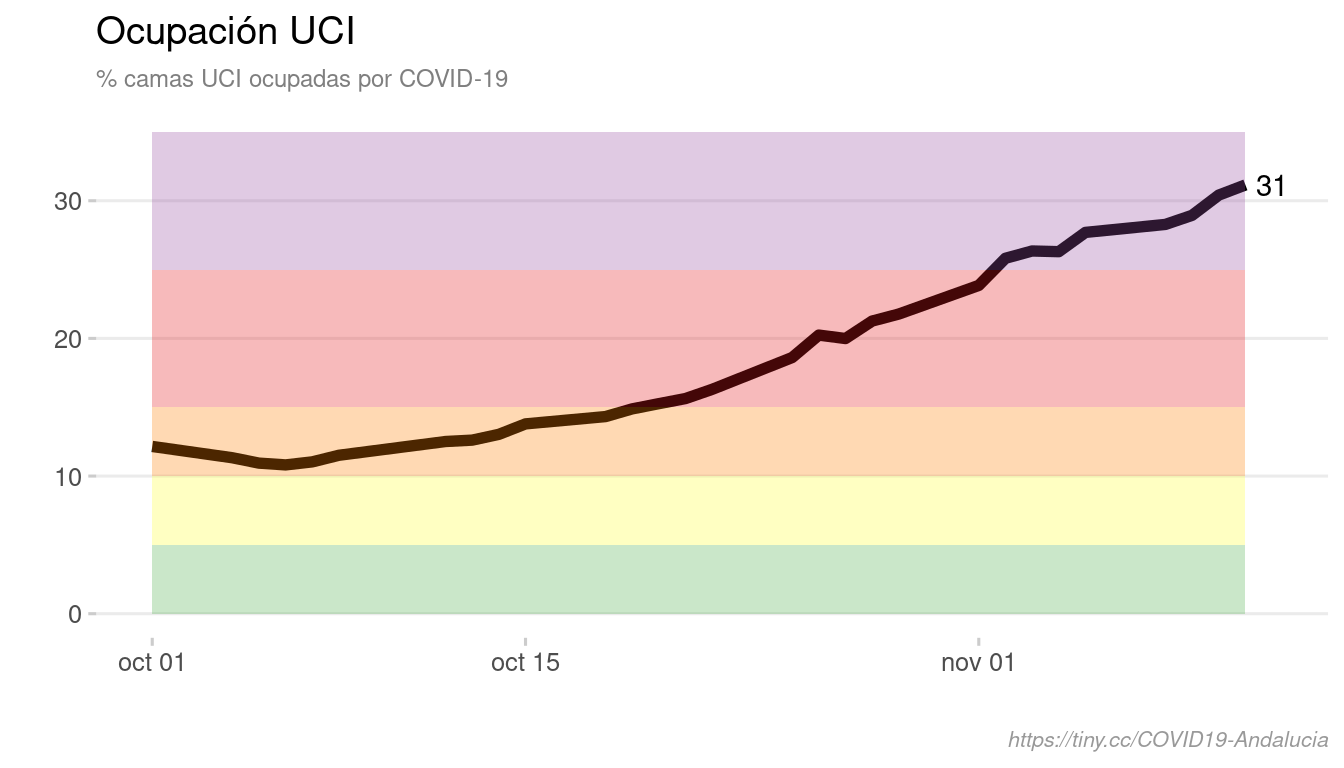 Ocupación UCI
% camas UCI ocupadas por COVID-19
30
31
20
10
0
oct 01
oct 15
nov 01
https://tiny.cc/COVID19-Andalucia